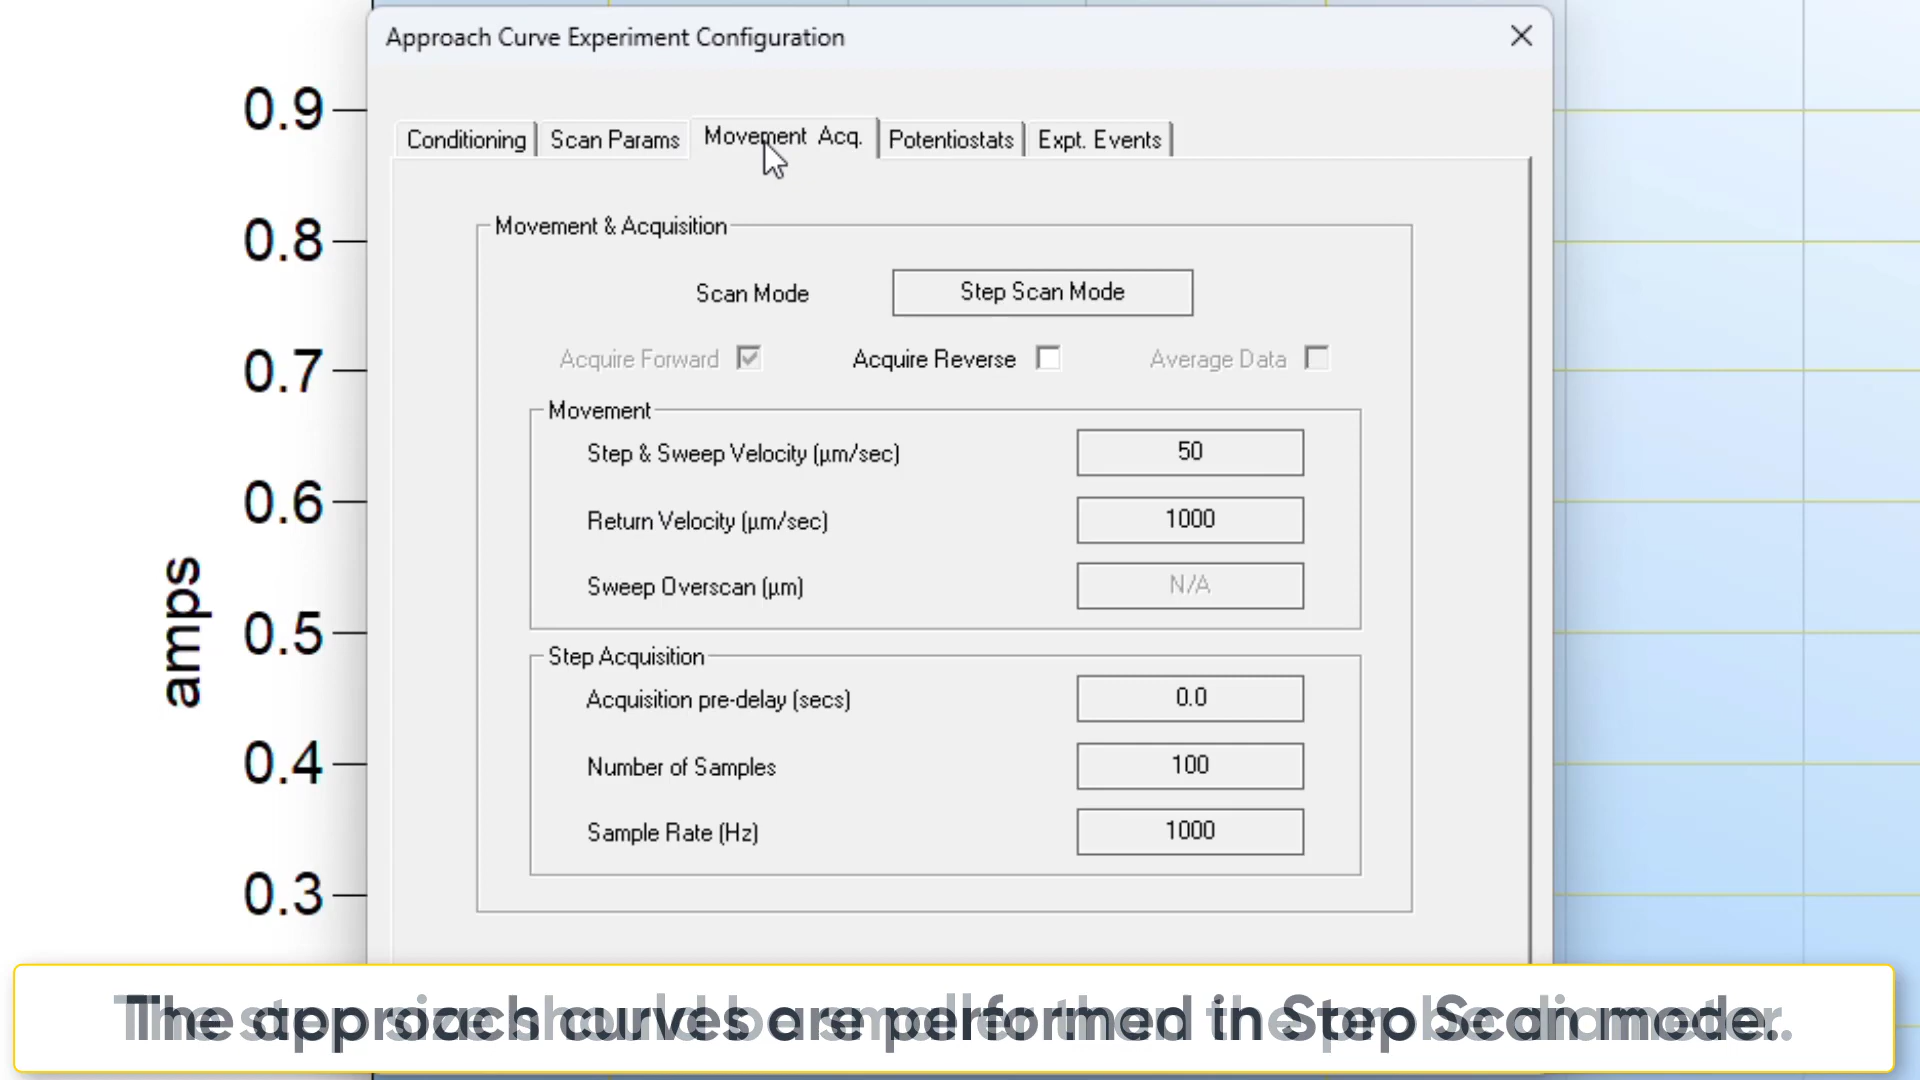 Approach Curve Experiment Configuration
Conditioning Scan Params Movement Acq. Potentiostats Expt. Events
Movement & Acquisition
Scan Mode Step Scan Mode
Acquire Forward Acquire Reverse Average Data
Movement
Step & Sweep Velocity (µm/sec) 50
Return Velocity (µm/sec) 1000
Sweep Overscan (µm) N/A
Step Acquisition
Acquisition pre-delay (secs) 0.0
Number of Samples 100
Sample Rate (Hz) 1000
0.9
0.8
0.7
0.6
0.5
0.4
0.3
amps
The approach curves are performed in Step Scan mode.